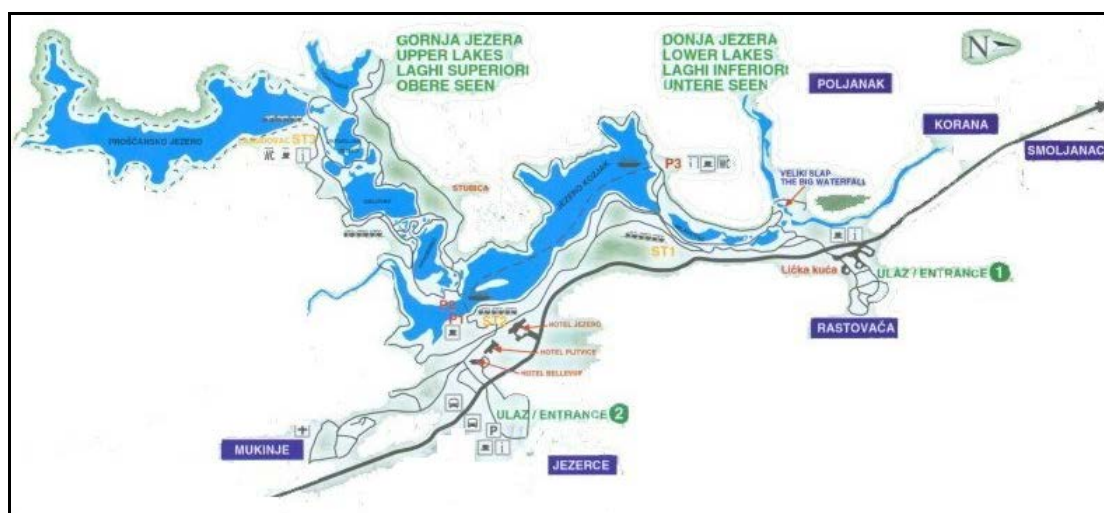 GORNJA JEZERA
UPPER LAKES
LAGHI SUPERIORI
OBERE SEEN
DONJA JEZERA
LOWER LAKES
LAGHI INFERIORI
UNTERE SEEN
N
POLJANAK
KORANA
SMOLJANAC
PROŠĆANSKO JEZERO
ST3
WC
i
STUBICA
JEZERO KOZJAK
P3
i
WC
VELIKI SLAP
THE BIG WATERFALL
ST1
i
Lička kuća
ULAZ / ENTRANCE 1
RASTOVAČA
P2
P1
ST2
HOTEL JEZERO
HOTEL PLITVICE
HOTEL BELLEVUE
ULAZ / ENTRANCE 2
P
i
MUKINJE
JEZERCE